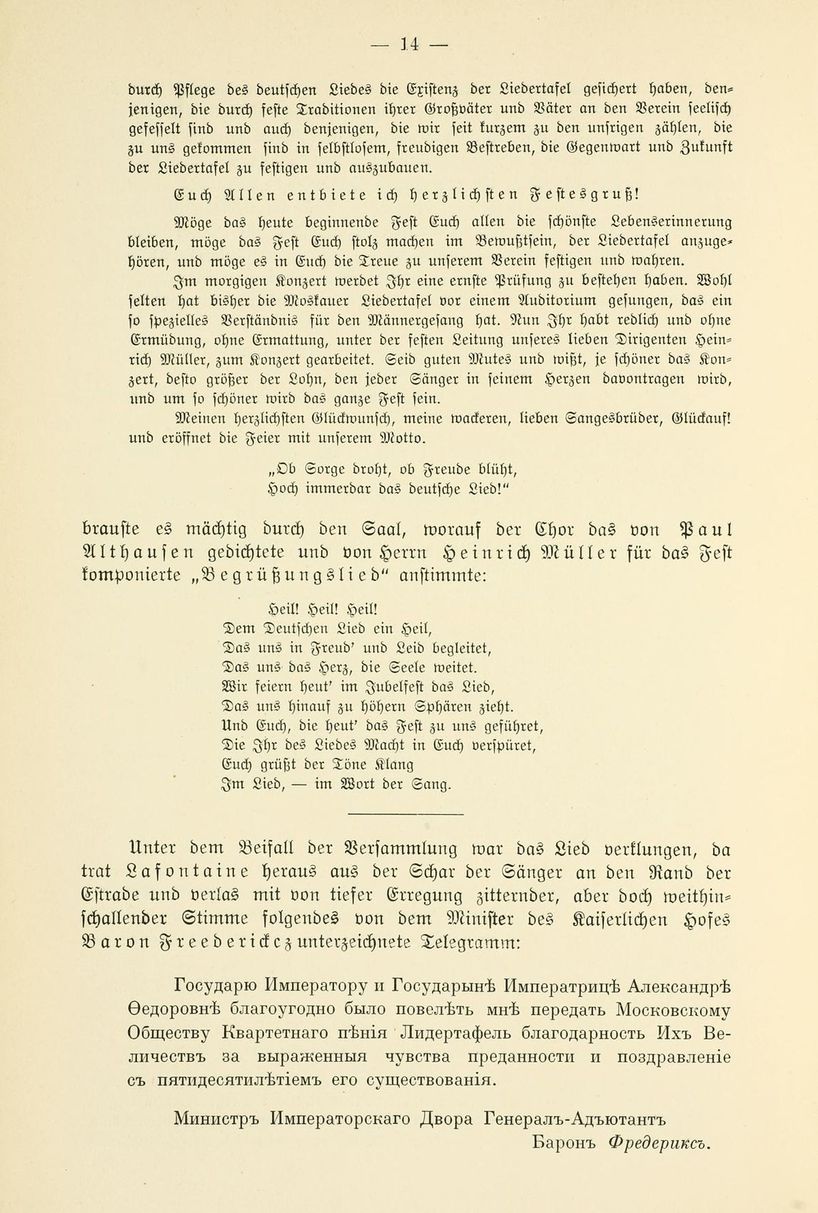 — 14 —
durch Pflege des deutschen Liedes die Existenz der Liedertafel gesichert haben, den-
jenigen, die durch feste Traditionen ihrer Großväter und Väter an den Verein seelisch
gefesselt sind und auch denjenigen, die wir seit kurzem zu den unsrigen zählen, die
zu uns gekommen sind in selbstlosem, freudigen Bestreben, die Gegenwart und Zukunft
der Liedertafel zu festigen und auszubauen.
Euch Allen entbiete ich herzlichsten Festesgruß!
Möge das heute beginnende Fest Euch allen die schönste Lebenserinnerung
bleiben, möge das Fest Euch stolz machen im Bewußtsein, der Liedertafel anzuge-
hören, und möge es in Euch die Treue zu unserem Verein festigen und wahren.
Im morgigen Konzert werdet Ihr eine ernste Prüfung zu bestehen haben. Wohl
selten hat bisher die Moskauer Liedertafel vor einem Auditorium gesungen, das ein
so spezielles Verständnis für den Männergesang hat. Nun Ihr habt redlich und ohne
Ermüdung, ohne Ermattung, unter der festen Leitung unseres lieben Dirigenten Hein-
rich Müller, zum Konzert gearbeitet. Seid guten Mutes und wißt, je schöner das Kon-
zert, desto größer der Lohn, den jeder Sänger in seinem Herzen davontragen wird,
und um so schöner wird das ganze Fest sein.
Meinen herzlichsten Glückwunsch, meine wackeren, lieben Sangesbrüder, Glückauf!
und eröffnet die Feier mit unserem Motto.
„Ob Sorge droht, ob Freude blüht,
Hoch immerdar das deutsche Lied!“
brauste es mächtig durch den Saal, worauf der Chor das von Paul
Althausen gedichtete und von Herrn Heinrich Müller für das Fest
komponierte „Begrüßungslied“ anstimmte:
Heil! Heil! Heil!
Dem Deutschen Lied ein Heil,
Das uns in Freud' und Leid begleitet,
Das uns das Herz, die Seele weitet.
Wir feiern heut' im Jubelfest das Lied,
Das uns hinauf zu höhern Sphären zieht.
Und Euch, die heut' das Fest zu uns geführet,
Die Ihr des Liedes Macht in Euch verspüret,
Euch grüßt der Töne Klang
Im Lied, — im Wort der Sang.
Unter dem Beifall der Versammlung war das Lied verklungen, da
trat Lafontaine heraus aus der Schar der Sänger an den Rand der
Estrade und verlas mit von tiefer Erregung zitternder, aber doch weithin-
schallender Stimme folgendes von dem Minister des Kaiserlichen Hofes
Baron Freedericksz unterzeichnete Telegramm:
Государю Императору и Государынѣ Императрицѣ Александрѣ
Ѳедоровнѣ благоугодно было повелѣть мнѣ передать Московскому
Обществу Квартетнаго пѣнія Лидертафель благодарность Ихъ Ве-
личествъ за выраженныя чувства преданности и поздравленіе
съ пятидесятилѣтіемъ его существованія.
Министръ Императорскаго Двора Генералъ-Адъютантъ
Баронъ Фредериксъ.